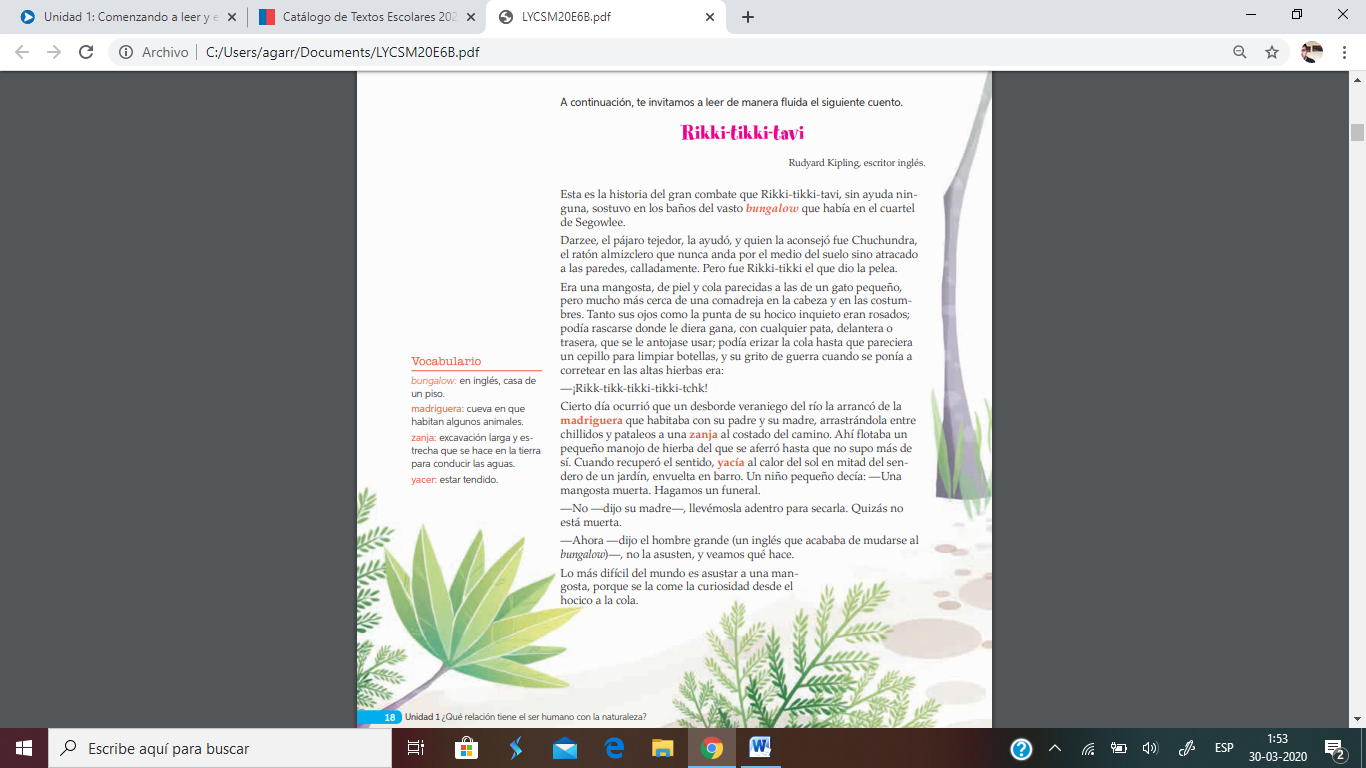 Unidad 1: Comenzando a leer y e
Catálogo de Textos Escolares 202
LYCSM20E6B.pdf
Archivo
C:/Users/agarr/Documents/LYCSM20E6B.pdf
A continuación, te invitamos a leer de manera fluida el siguiente cuento.
Rikki-tikki-tavi
Rudyard Kipling, escritor inglés.
Esta es la historia del gran combate que Rikki-tikki-tavi, sin ayuda nin-
guna, sostuvo en los baños del vasto bungalow que había en el cuartel
de Segowlee.
Darzee, el pájaro tejedor, la ayudó, y quien la aconsejó fue Chuchundra,
el ratón almizclero que nunca anda por el medio del suelo sino atracado
a las paredes, calladamente. Pero fue Rikki-tikki el que dio la pelea.
Era una mangosta, de piel y cola parecidas a las de un gato pequeño,
pero mucho más cerca de una comadreja en la cabeza y en las costum-
bres. Tanto sus ojos como la punta de su hocico inquieto eran rosados;
podía rascarse donde le diera gana, con cualquier pata, delantera o
trasera, que se le antojase usar; podía erizar la cola hasta que pareciera
un cepillo para limpiar botellas, y su grito de guerra cuando se ponía a
corretear en las altas hierbas era:
—¡Rikk-tikk-tikki-tikki-tchk!
Cierto día ocurrió que un desborde veraniego del río la arrancó de la
madriguera que habitaba con su padre y su madre, arrastrándola entre
chillidos y pataleos a una zanja al costado del camino. Ahí flotaba un
pequeño manojo de hierba del que se aferró hasta que no supo más de
sí. Cuando recuperó el sentido, yacía al calor del sol en mitad del sen-
dero de un jardín, envuelta en barro. Un niño pequeño decía: —Una
mangosta muerta. Hagamos un funeral.
—No —dijo su madre—, llevémosla adentro para secarla. Quizás no
está muerta.
—Ahora —dijo el hombre grande (un inglés que acababa de mudarse al
bungalow)—, no la asusten, y veamos qué hace.
Lo más difícil del mundo es asustar a una man-
gosta, porque se la come la curiosidad desde el
hocico a la cola.
Vocabulario
bungalow: en inglés, casa de
un piso.
madriguera: cueva en que
habitan algunos animales.
zanja: excavación larga y es-
trecha que se hace en la tierra
para conducir las aguas.
yacer: estar tendido.
18 Unidad 1 ¿Qué relación tiene el ser humano con la naturaleza?
Escribe aquí para buscar
ESP
1:53
30-03-2020
2